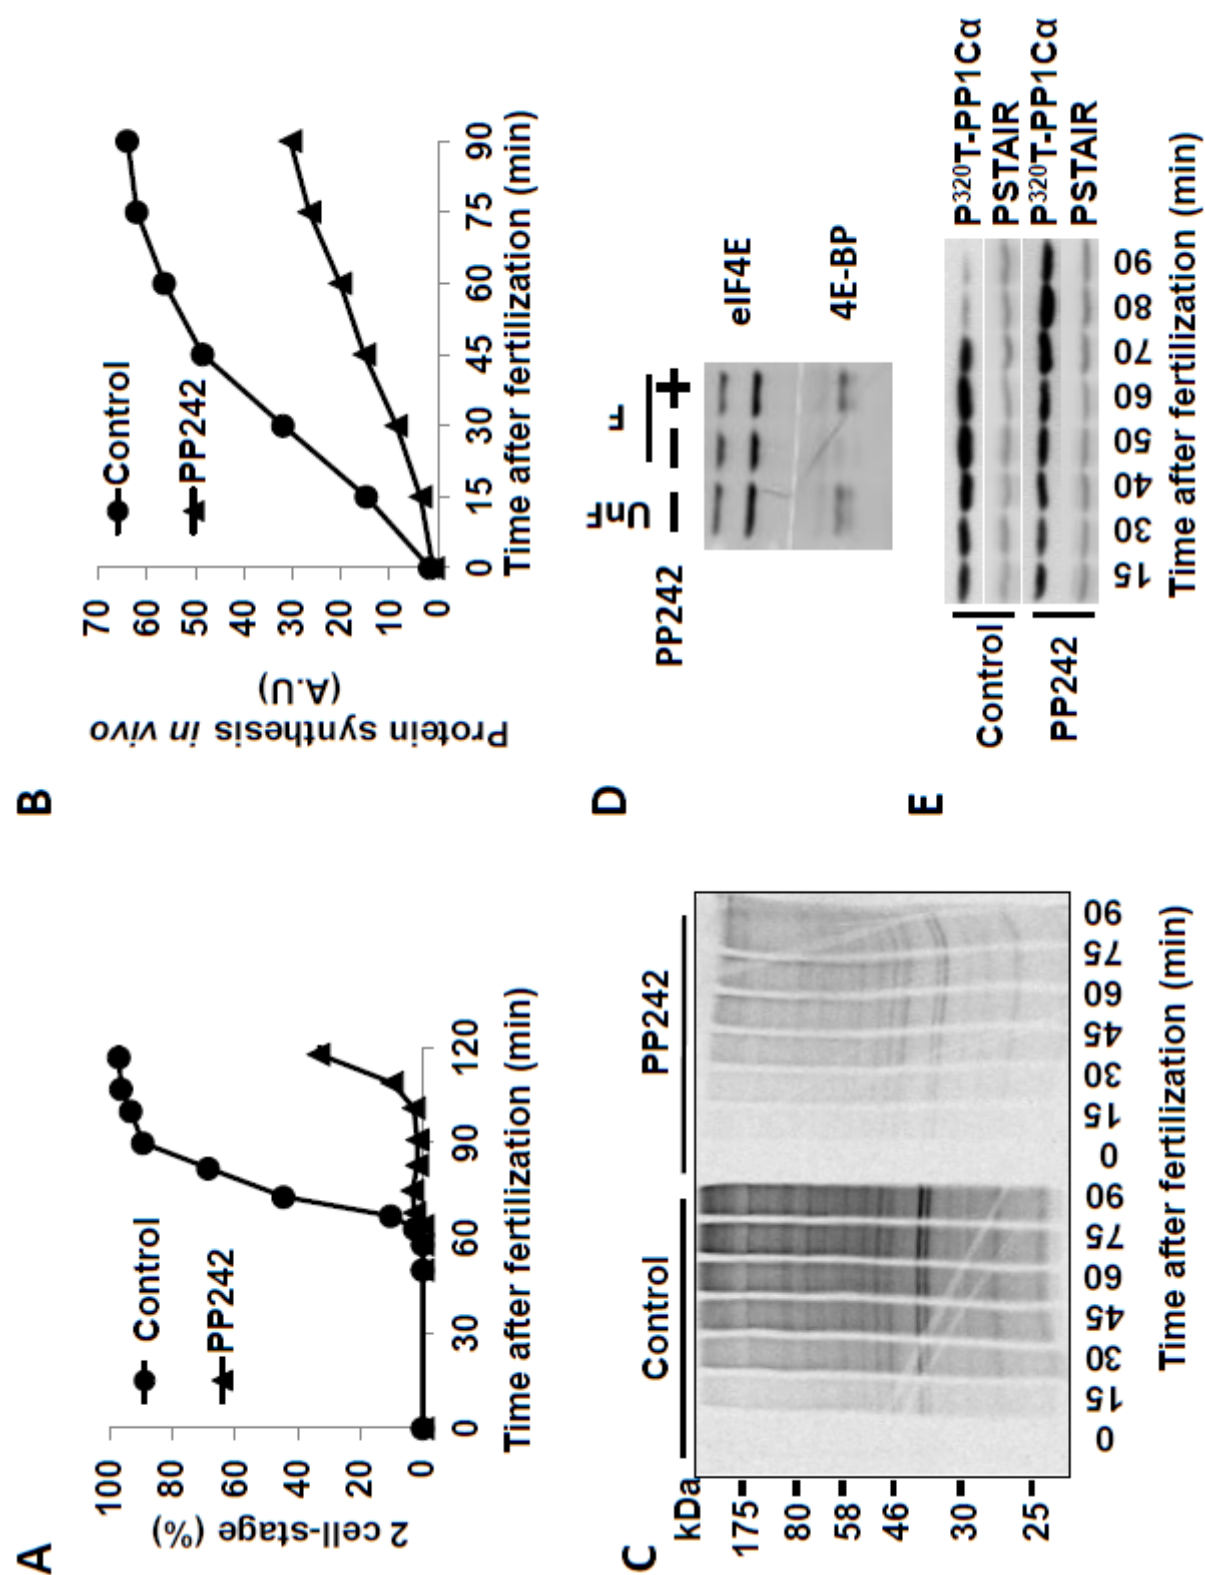 A
100
80
60
40
20
0
2 cell-stage (%)
Control
PP242
0 30 60 90 120
Time after fertilization (min)
B
70
60
50
40
30
20
10
0
Protein synthesis in vivo
(A.U)
Control
PP242
0 15 30 45 60 75 90
Time after fertilization (min)
C
Control PP242
kDa
175
80
58
46
30
25
0 15 30 45 60 75 90 0 15 30 45 60 75 90
Time after fertilization (min)
D
UnF F
PP242 − − +
eIF4E
4E-BP
E
Control
P320T-PP1Cα
PSTAIR
PP242
P320T-PP1Cα
PSTAIR
15 30 40 50 60 70 80 90
Time after fertilization (min)